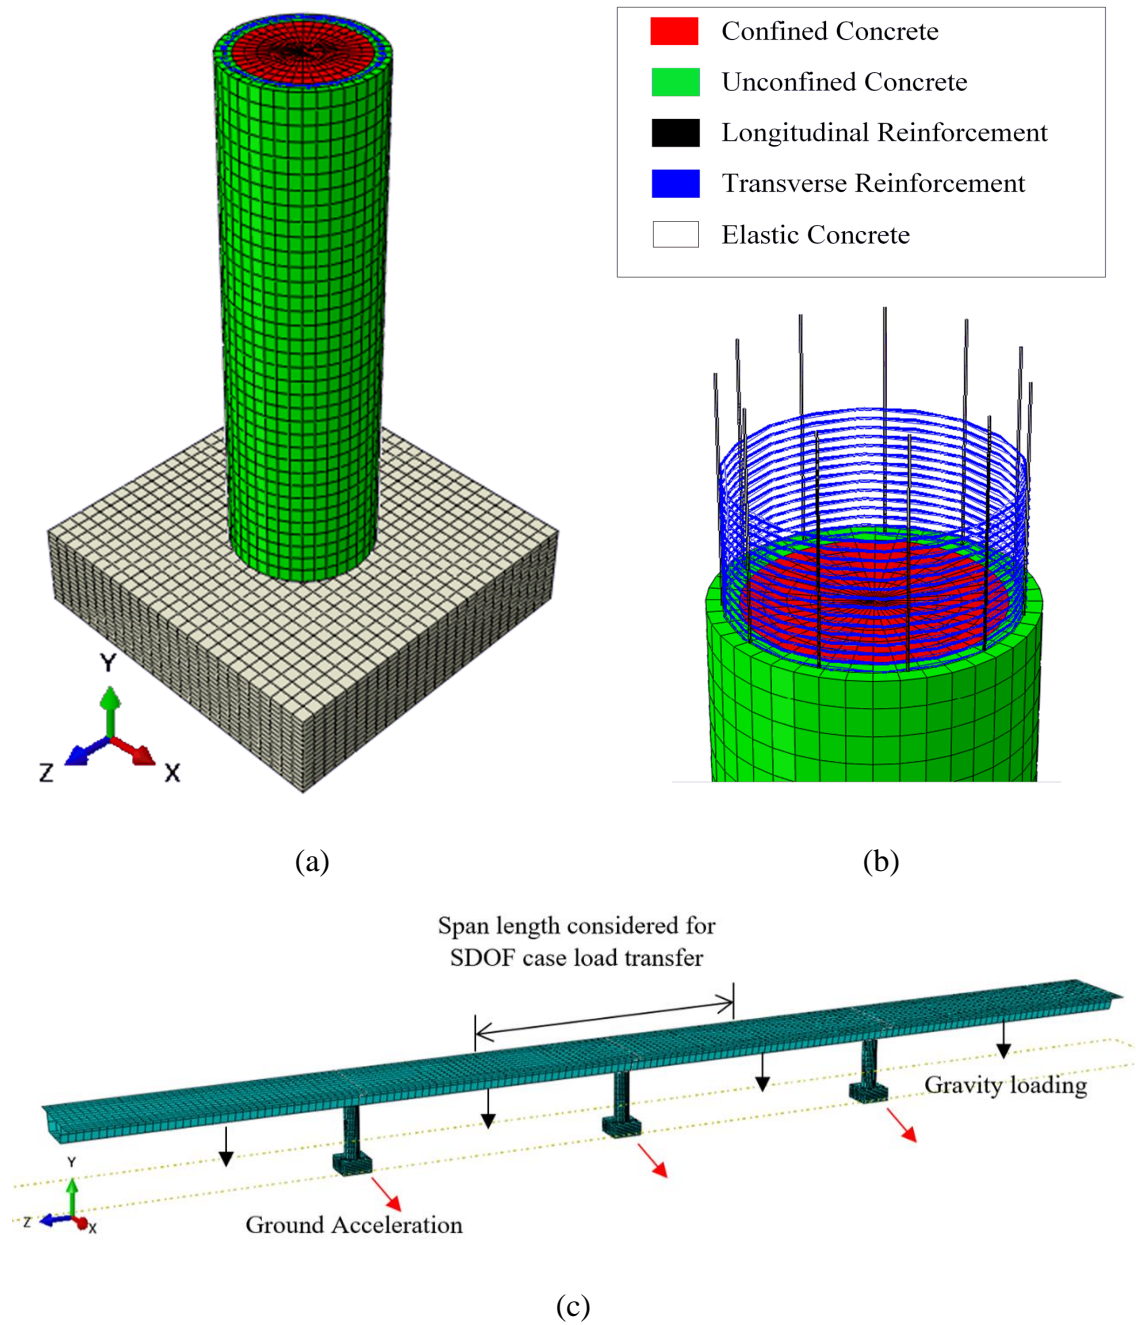 Confined Concrete
Unconfined Concrete
Longitudinal Reinforcement
Transverse Reinforcement
Elastic Concrete
Y
Z
X
(a)
(b)
Span length considered for
SDOF case load transfer
Gravity loading
Y
Z
X
Ground Acceleration
(c)